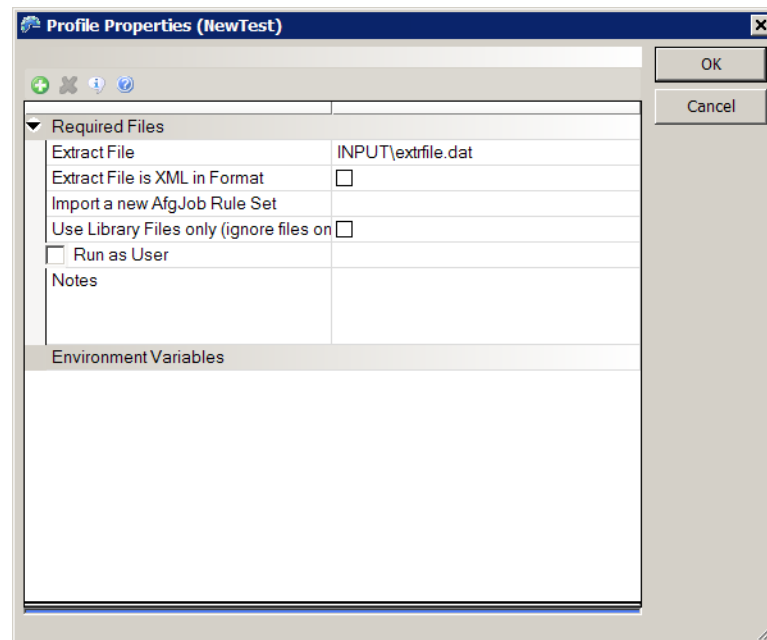 Profile Properties (NewTest)
OK
Cancel
Required Files
Extract File INPUT\extrfile.dat
Extract File is XML in Format
Import a new AfgJob Rule Set
Use Library Files only (ignore files on
Run as User
Notes
Environment Variables